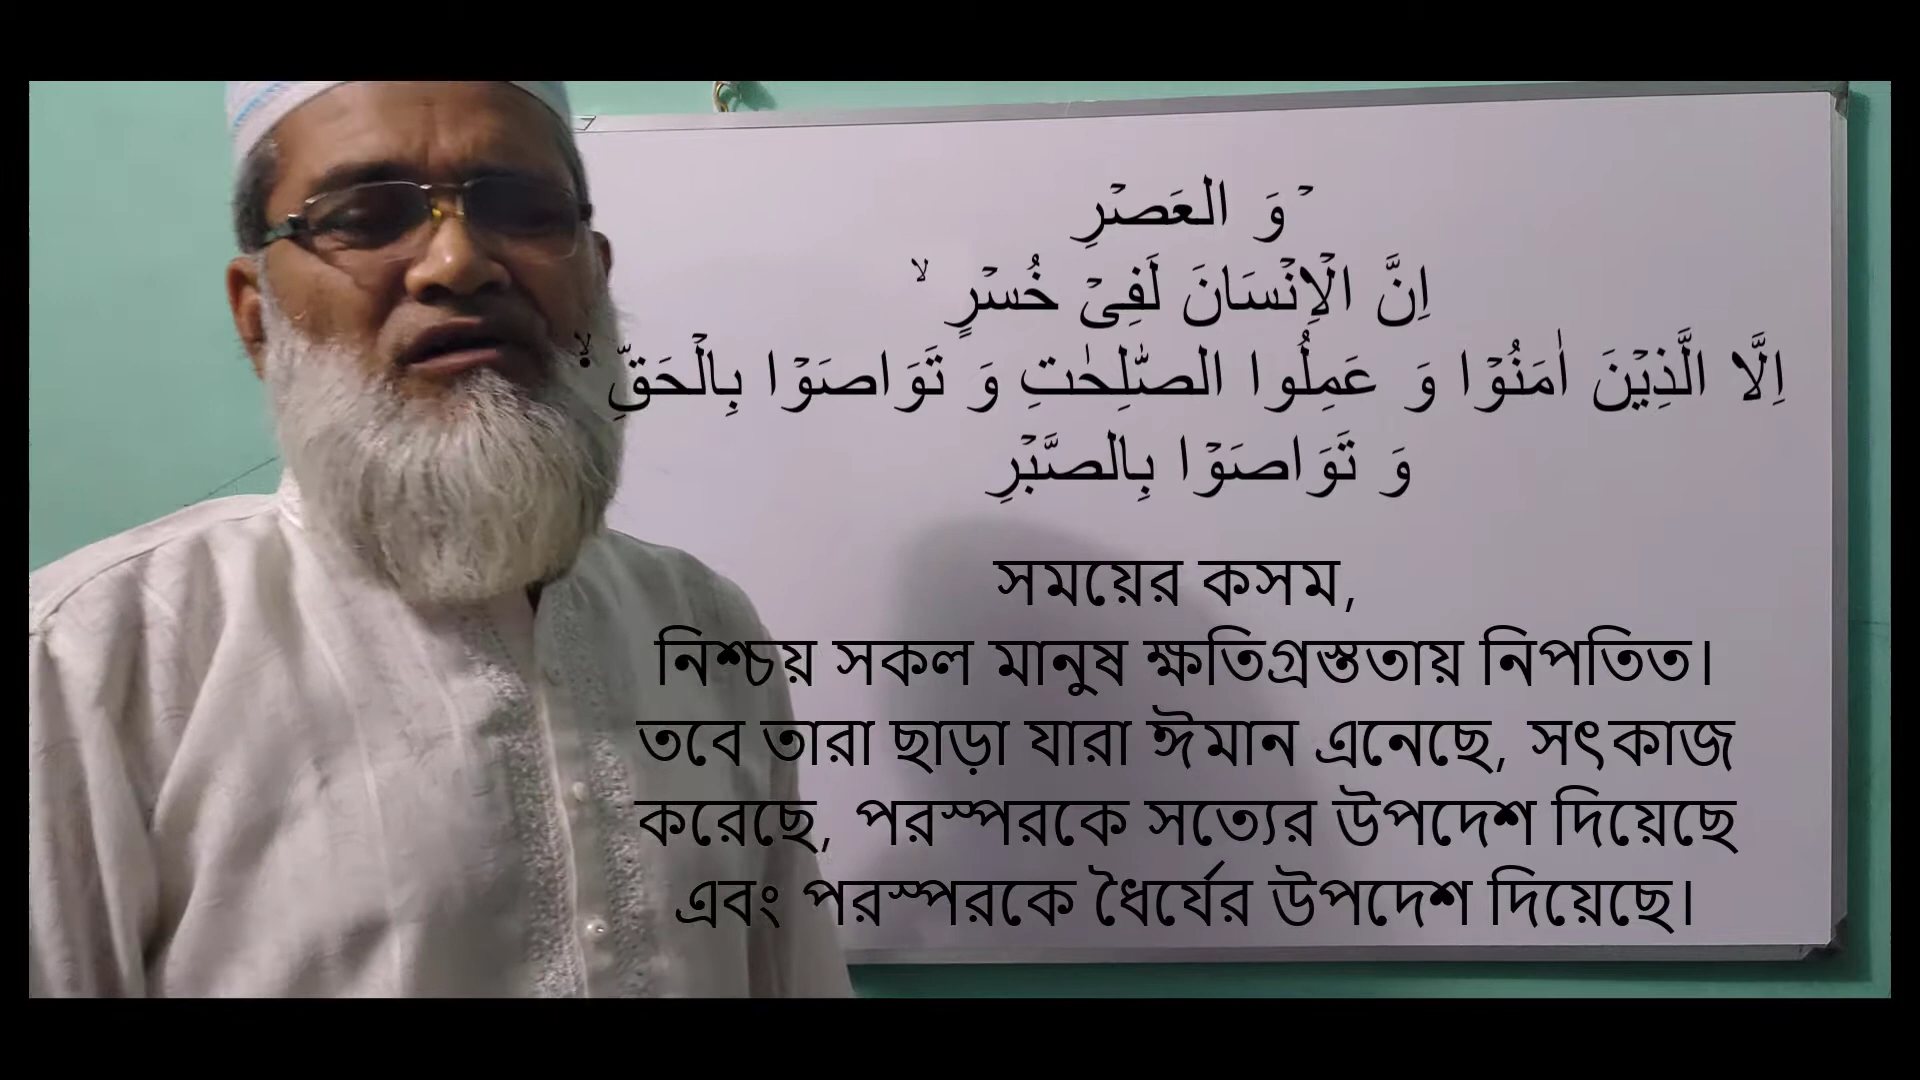 وَ الۡعَصۡرِ ۡ
اِنَّ الۡاِنۡسَانَ لَفِیۡ خُسۡرٍ ۙ
اِلَّا الَّذِیۡنَ اٰمَنُوۡا وَ عَمِلُوا الصّٰلِحٰتِ وَ تَوَاصَوۡا بِالۡحَقِّ ۬ۙ
وَ تَوَاصَوۡا بِالصَّبۡرِ
সময়ের কসম,
নিশ্চয় সকল মানুষ ক্ষতিগ্রস্ততায় নিপতিত।
তবে তারা ছাড়া যারা ঈমান এনেছে, সৎকাজ
করেছে, পরস্পরকে সত্যের উপদেশ দিয়েছে
এবং পরস্পরকে ধৈর্যের উপদেশ দিয়েছে।